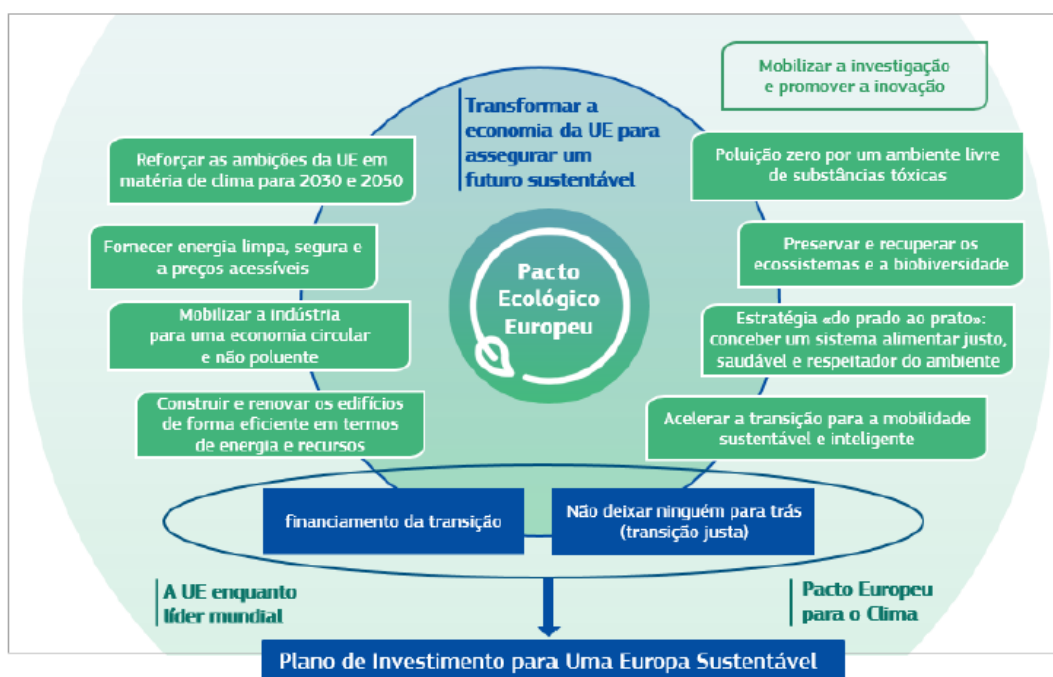 Mobilizar a investigação
e promover a inovação
Transformar a
economia da UE para
assegurar um
futuro sustentável
Reforçar as ambições da UE em
matéria de clima para 2030 e 2050
Poluição zero por um ambiente livre
de substâncias tóxicas
Fornecer energia limpa, segura e
a preços acessíveis
Preservar e recuperar os
ecossistemas e a biobiversidade
Pacto
Ecológico
Europeu
Mobilizar a indústria
para uma economia circular
e não poluente
Estratégia «do prado ao prato»:
conceber um sistema alimentar justo,
saudável e respeitador do ambiente
Construir e renovar os edifícios
de forma eficiente em termos
de energia e recursos
Acelerar a transição para a mobilidade
sustentável e inteligente
financiamento da transição
Não deixar ninguém para trás
(transição justa)
A UE enquanto
líder mundial
Pacto Europeu
para o Clima
Plano de Investimento para Uma Europa Sustentável